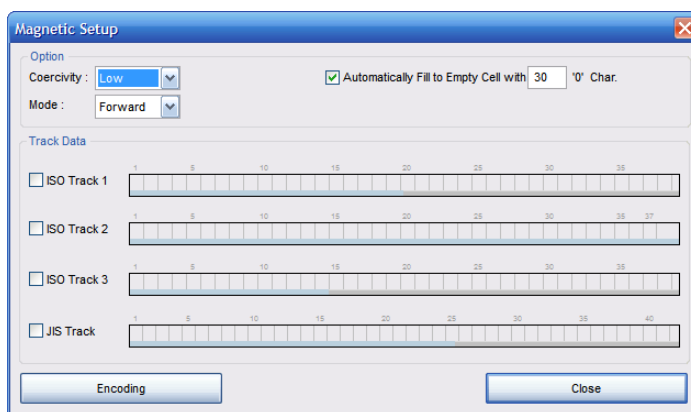 Magnetic Setup
Option
Coercivity : Low
Automatically Fill to Empty Cell with 30 '0' Char.
Mode : Forward
Track Data
1 5 10 15 20 25 30 35
ISO Track 1
1 5 10 15 20 25 30 35 37
ISO Track 2
1 5 10 15 20 25 30 35
ISO Track 3
1 5 10 15 20 25 30 35 40
JIS Track
Encoding
Close